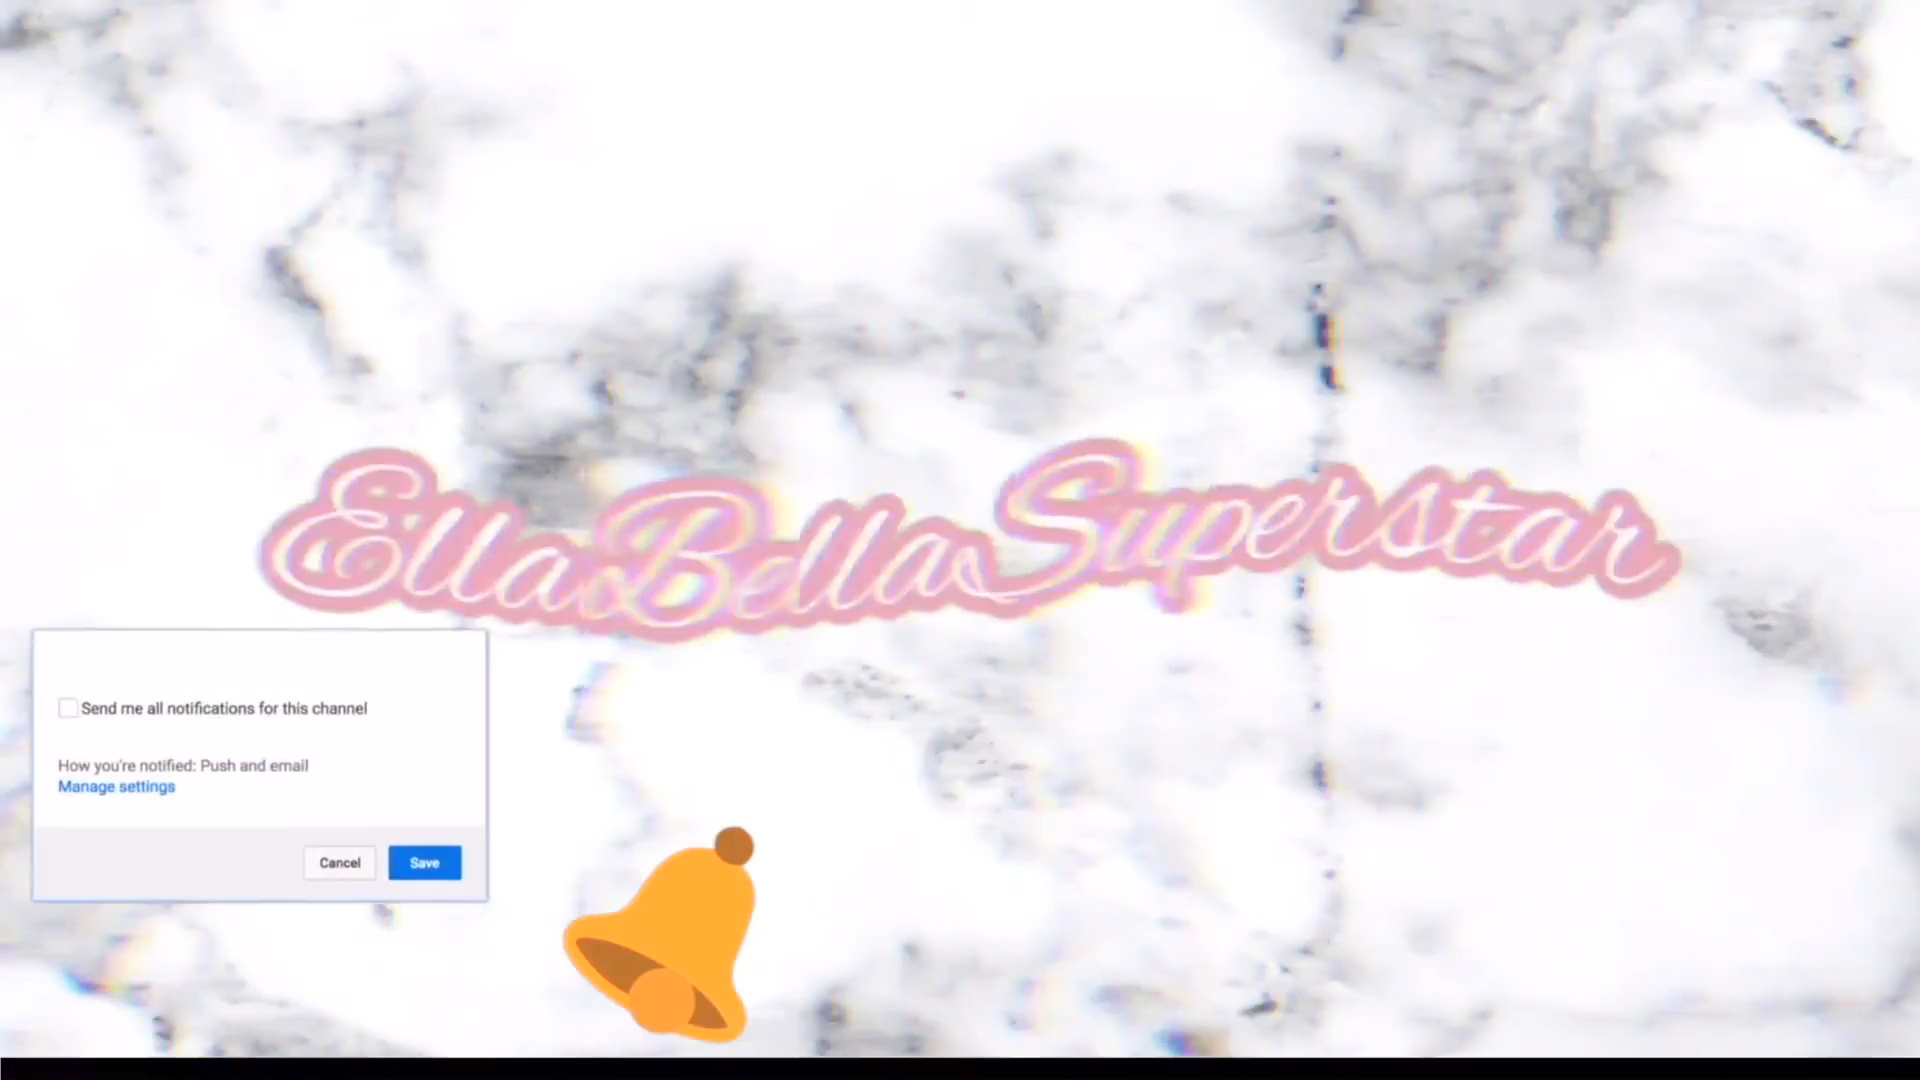 EllaBellaSuperstar
Send me all notifications for this channel
How you're notified: Push and email
Manage settings
Cancel
Save